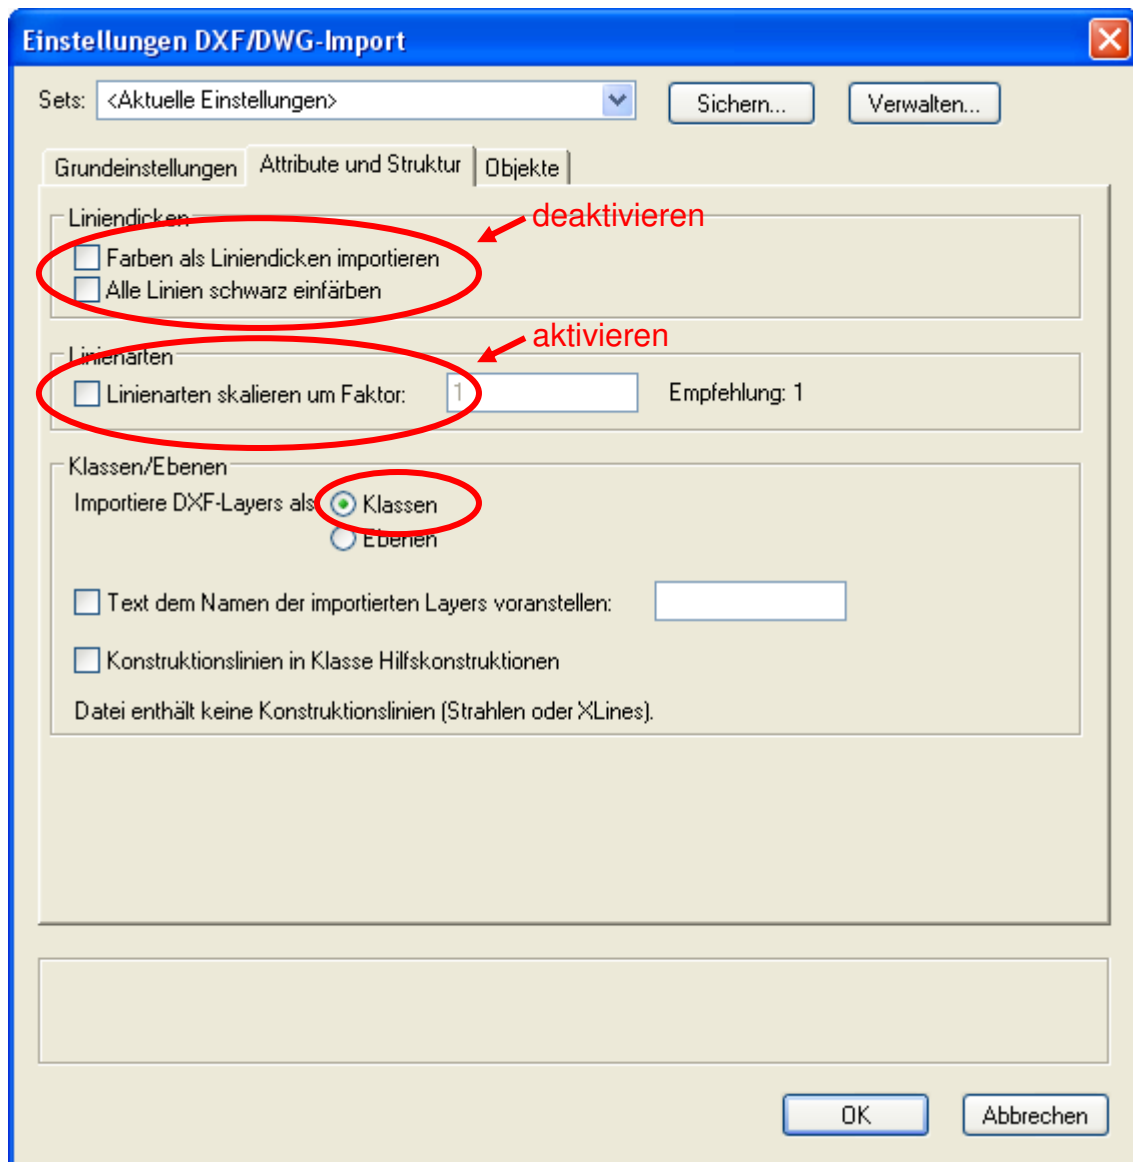 Einstellungen DXF/DWG-Import
Sets: <Aktuelle Einstellungen> Sichern... Verwalten...
Grundeinstellungen Attribute und Struktur Objekte
Liniendicken deaktivieren
Farben als Liniendicken importieren
Alle Linien schwarz einfärben
aktivieren
Linienarten
Linienarten skalieren um Faktor: 1 Empfehlung: 1
Klassen/Ebenen
Importiere DXF-Layers als Klassen
Ebenen
Text dem Namen der importierten Layers voranstellen:
Konstruktionslinien in Klasse Hilfskonstruktionen
Datei enthält keine Konstruktionslinien (Strahlen oder XLines).
OK Abbrechen